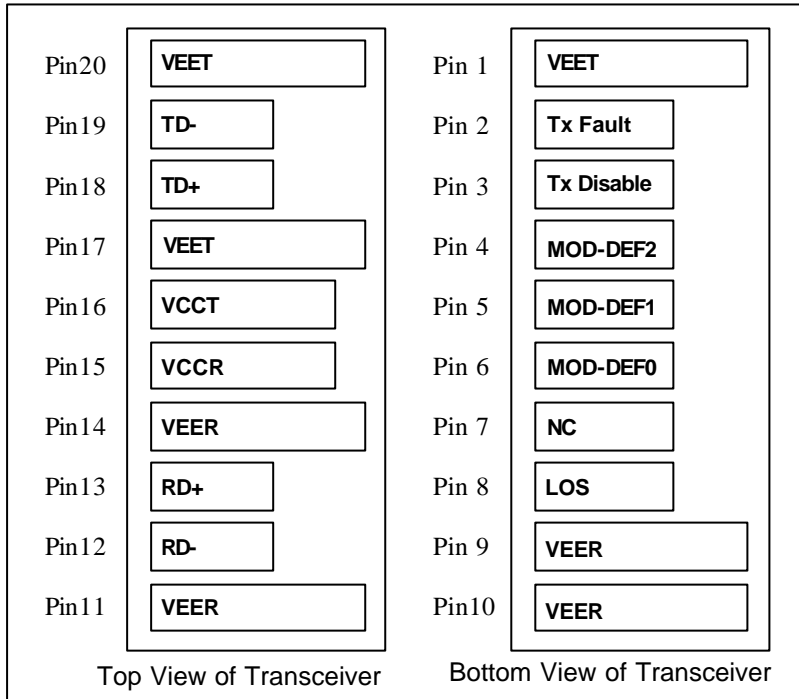 Pin20 VEET Pin 1 VEET
Pin19 TD- Pin 2 Tx Fault
Pin18 TD+ Pin 3 Tx Disable
Pin17 VEET Pin 4 MOD-DEF2
Pin16 VCCT Pin 5 MOD-DEF1
Pin15 VCCR Pin 6 MOD-DEF0
Pin14 VEER Pin 7 NC
Pin13 RD+ Pin 8 LOS
Pin12 RD- Pin 9 VEER
Pin11 VEER Pin10 VEER
Top View of Transceiver Bottom View of Transceiver